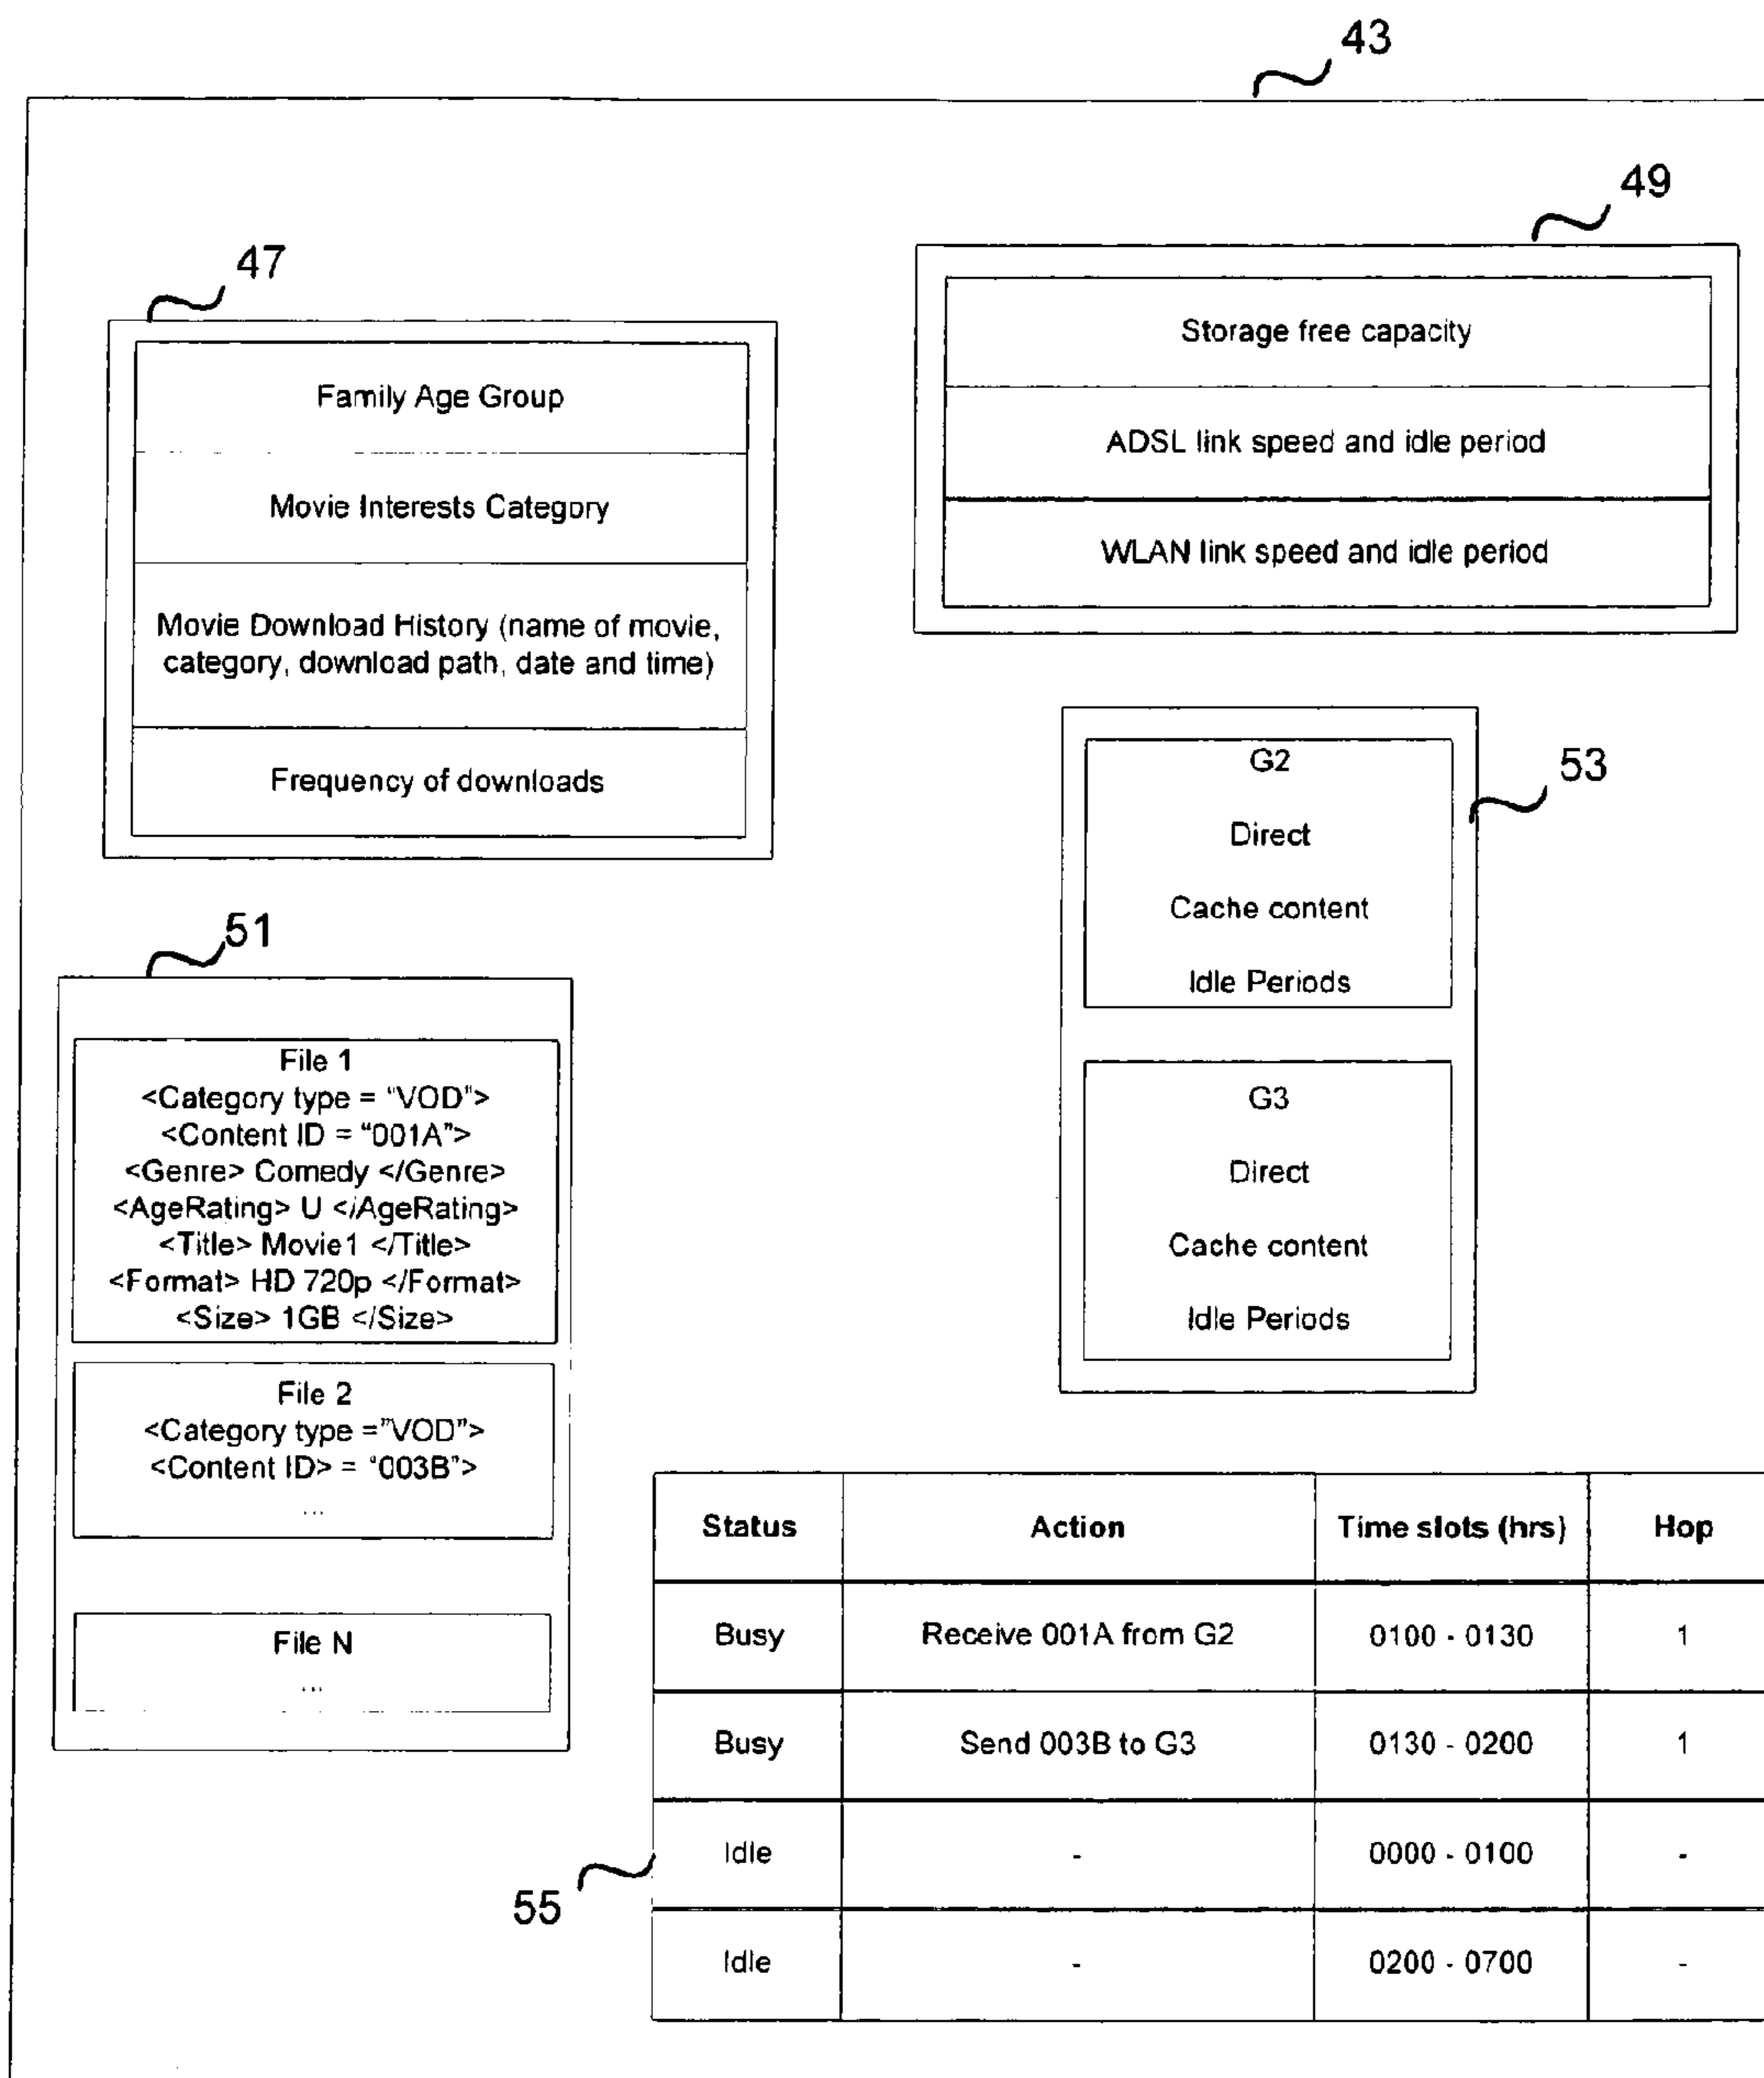 43
49
47
Storage free capacity
ADSL link speed and idle period
WLAN link speed and idle period
Family Age Group
Movie Interests Category
Movie Download History (name of movie,
category, download path, date and time)
Frequency of downloads
53
G2
Direct
Cache content
Idle Periods
G3
Direct
Cache content
Idle Periods
51
File 1
<Category type = "VOD">
<Content ID = "001A">
<Genre> Comedy </Genre>
<AgeRating> U </AgeRating>
<Title> Movie1 </Title>
<Format> HD 720p </Format>
<Size> 1GB </Size>
File 2
<Category type ="VOD">
<Content ID> = "003B">
...
File N
...
55
Status Action Time slots (hrs) Hop
Busy Receive 001A from G2 0100 - 0130 1
Busy Send 003B to G3 0130 - 0200 1
Idle - 0000 - 0100 -
Idle - 0200 - 0700 -